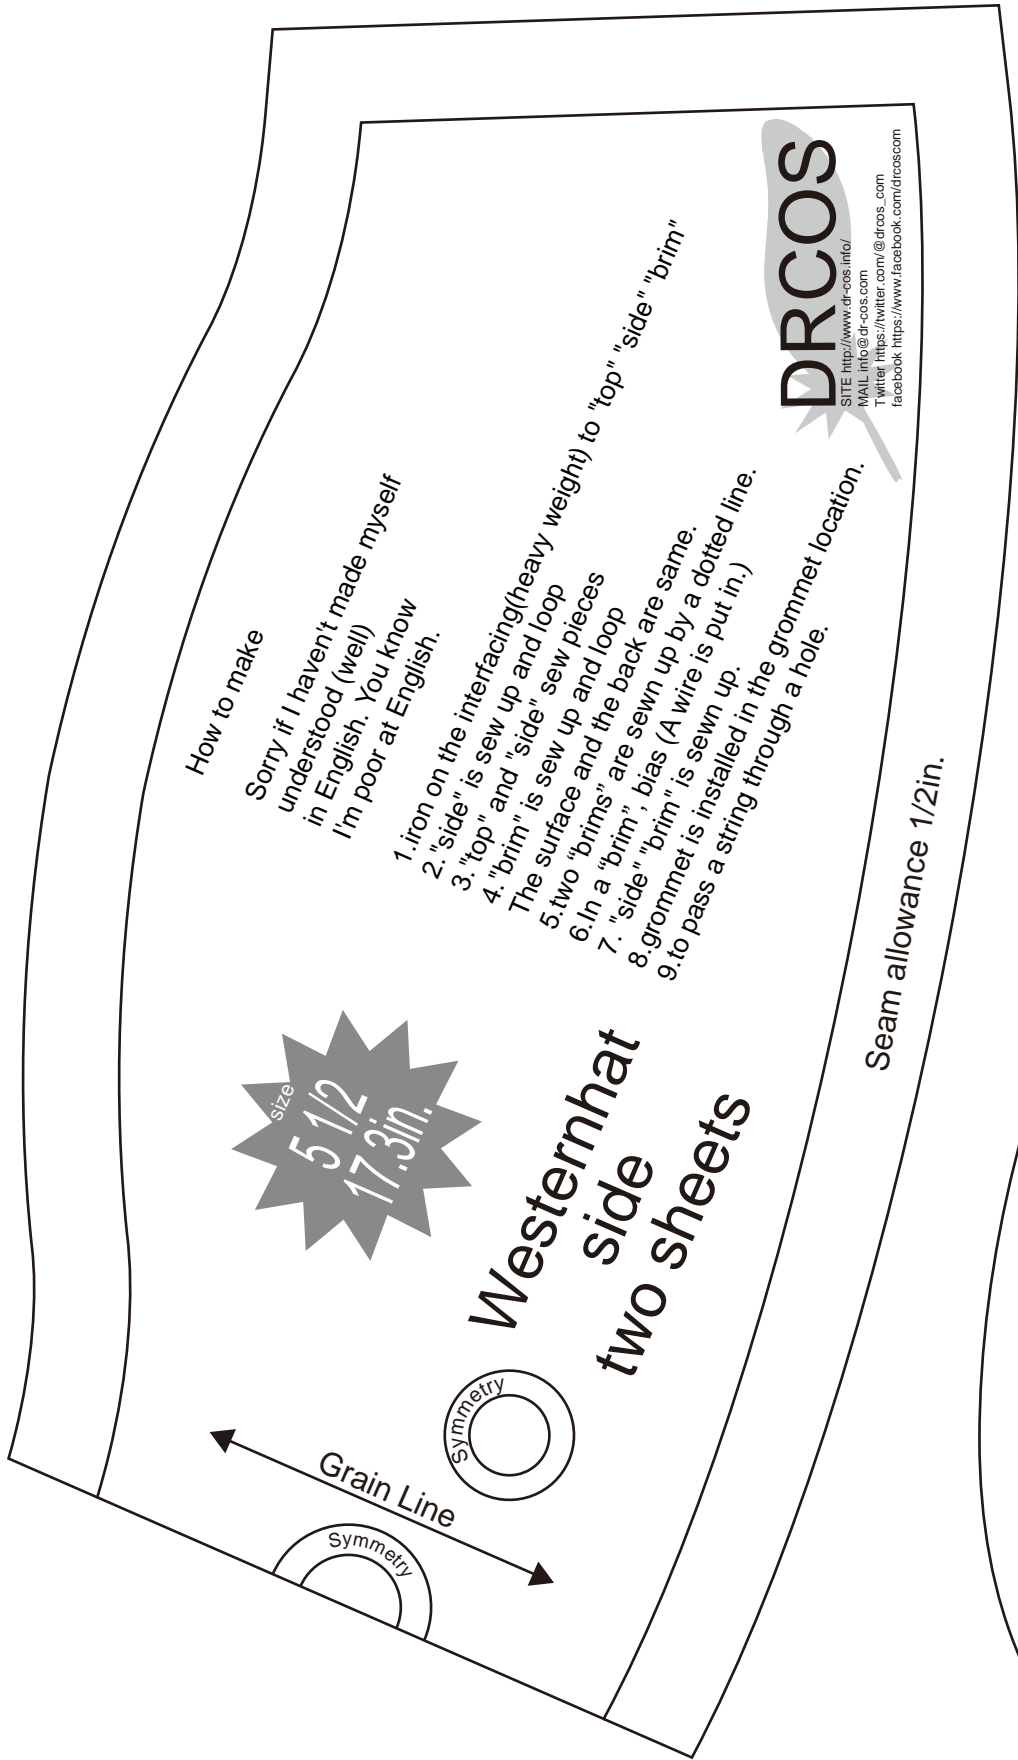 How to make
Sorry if I haven't made myself
understood (well)
in English. You know
I'm poor at English.
1.iron on the interfacing(heavy weight) to "top" "side" "brim"
2. "side" is sew up and loop
3. "top" and "side" sew pieces
4. "brim" is sew up and loop
The surface and the back are same.
5.two “brims” are sewn up by a dotted line.
6.In a “brim”, bias (A wire is put in.)
7. "side" "brim" is sewn up.
8.grommet is installed in the grommet location.
9.to pass a string through a hole.
DRCOS
SITE http://www.dr-cos.info/
MAIL info@dr-cos.com
Twitter https://twitter.com/@drcos_com
facebook https://www.facebook.com/drcoscom
size
5 1/2
17.3in.
Westernhat
side
two sheets
Seam allowance 1/2in.
Symmetry
Grain Line
Symmetry